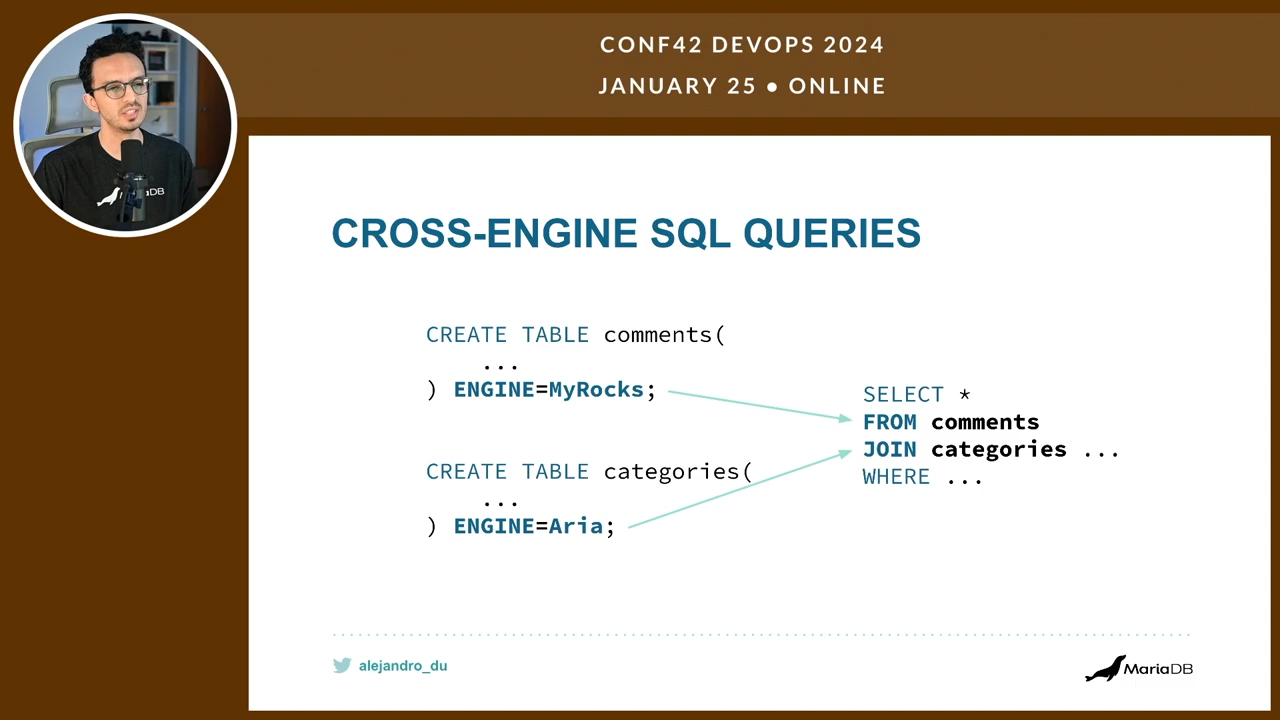 CONF42 DEVOPS 2024
JANUARY 25 • ONLINE
MariaDB
CROSS-ENGINE SQL QUERIES
CREATE TABLE comments(
...
) ENGINE=MyRocks;
CREATE TABLE categories(
...
) ENGINE=Aria;
SELECT *
FROM comments
JOIN categories ...
WHERE ...
alejandro_du
MariaDB